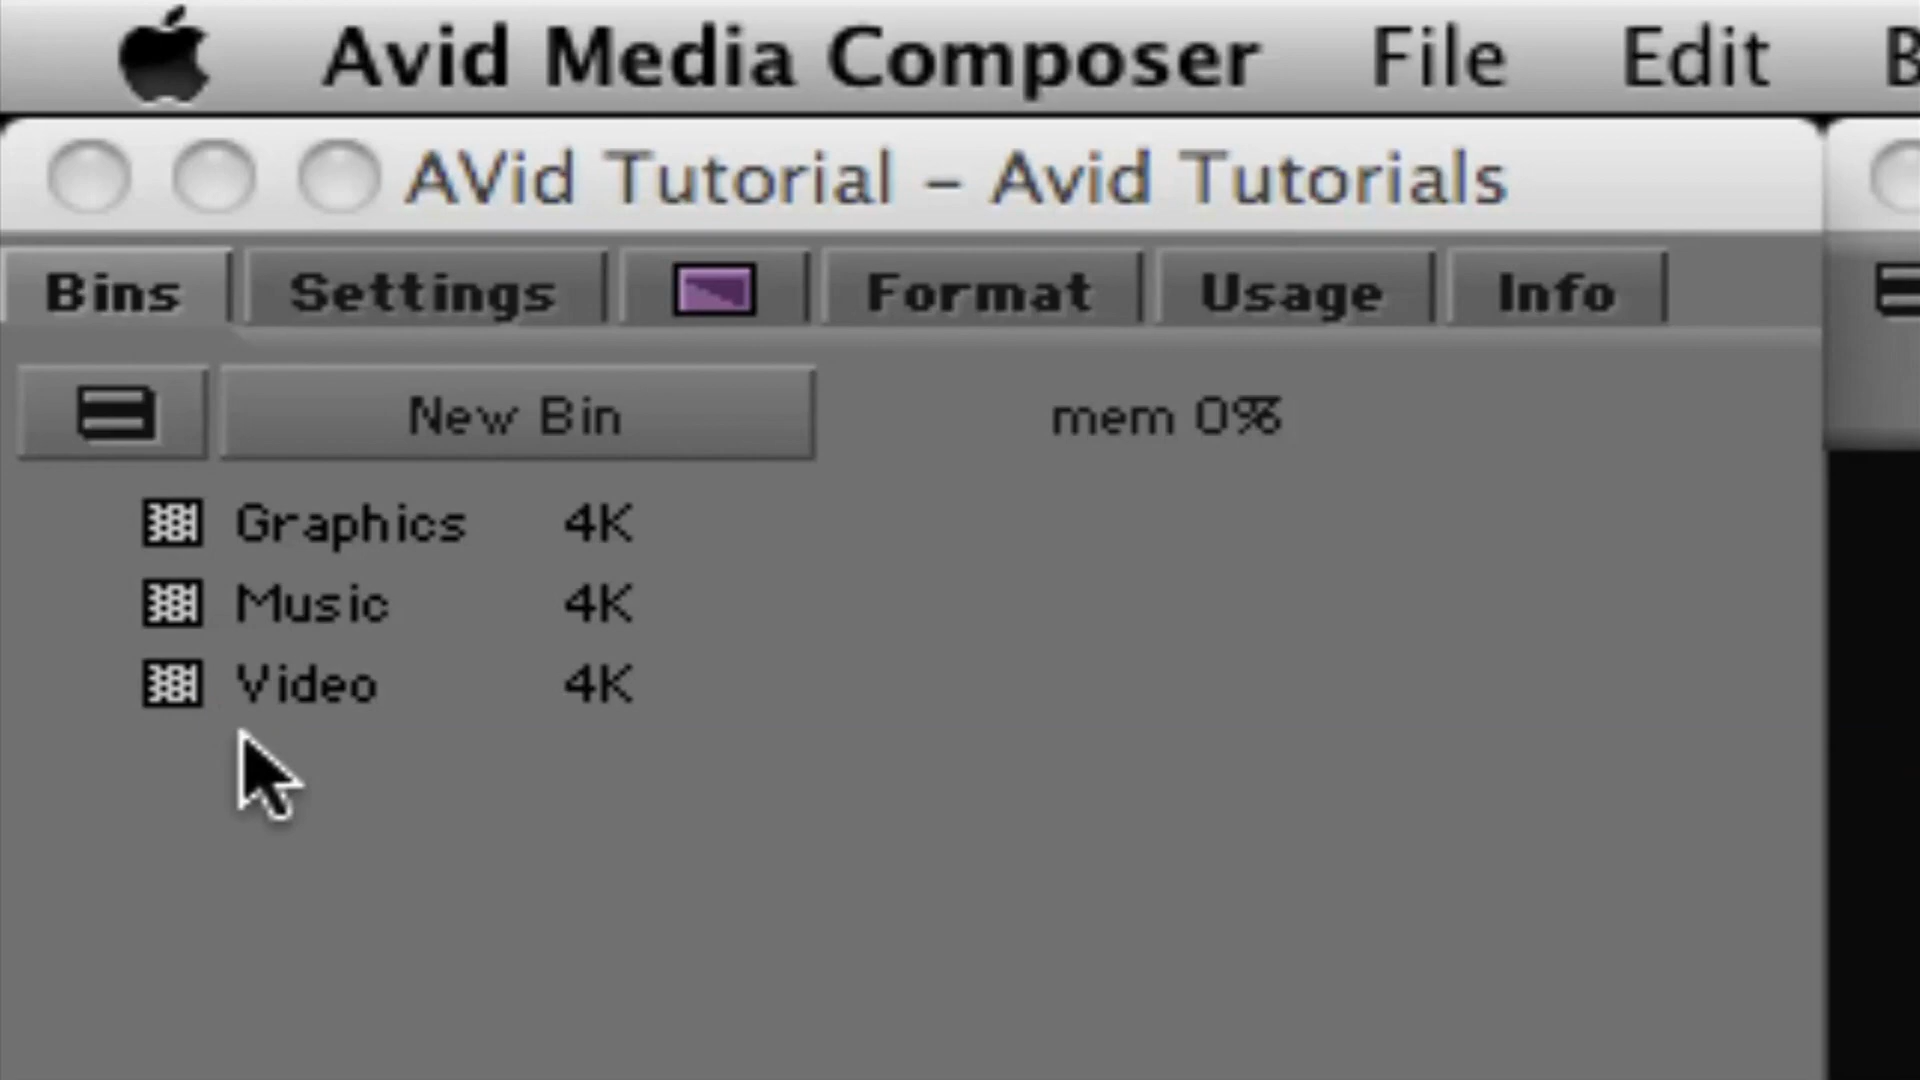 Avid Media Composer File Edit
AVid Tutorial – Avid Tutorials
Bins Settings Format Usage Info
New Bin mem 0%
Graphics 4K
Music 4K
Video 4K